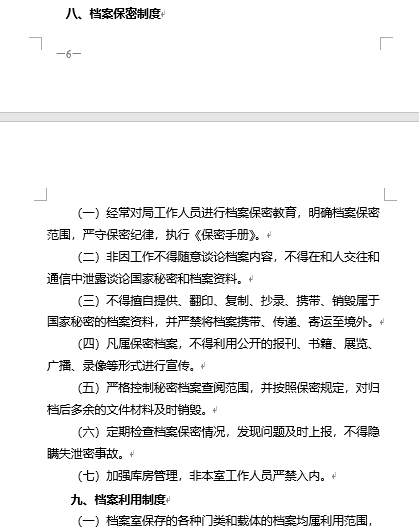 八、档案保密制度
—6—
（一）经常对局工作人员进行档案保密教育，明确档案保密
范围，严守保密纪律，执行《保密手册》。
（二）非因工作不得随意谈论档案内容，不得在和人交往和
通信中泄露谈论国家秘密和档案资料。
（三）不得擅自提供、翻印、复制、抄录、携带、销毁属于
国家秘密的档案资料，并严禁将档案携带、传递、寄运至境外。
（四）凡属保密档案，不得利用公开的报刊、书籍、展览、
广播、录像等形式进行宣传。
（五）严格控制秘密档案查阅范围，并按照保密规定，对归
档后多余的文件材料及时销毁。
（六）定期检查档案保密情况，发现问题及时上报，不得隐
瞒失泄密事故。
（七）加强库房管理，非本室工作人员严禁入内。
九、档案利用制度
（一）档案室保存的各种门类和载体的档案均属利用范围，